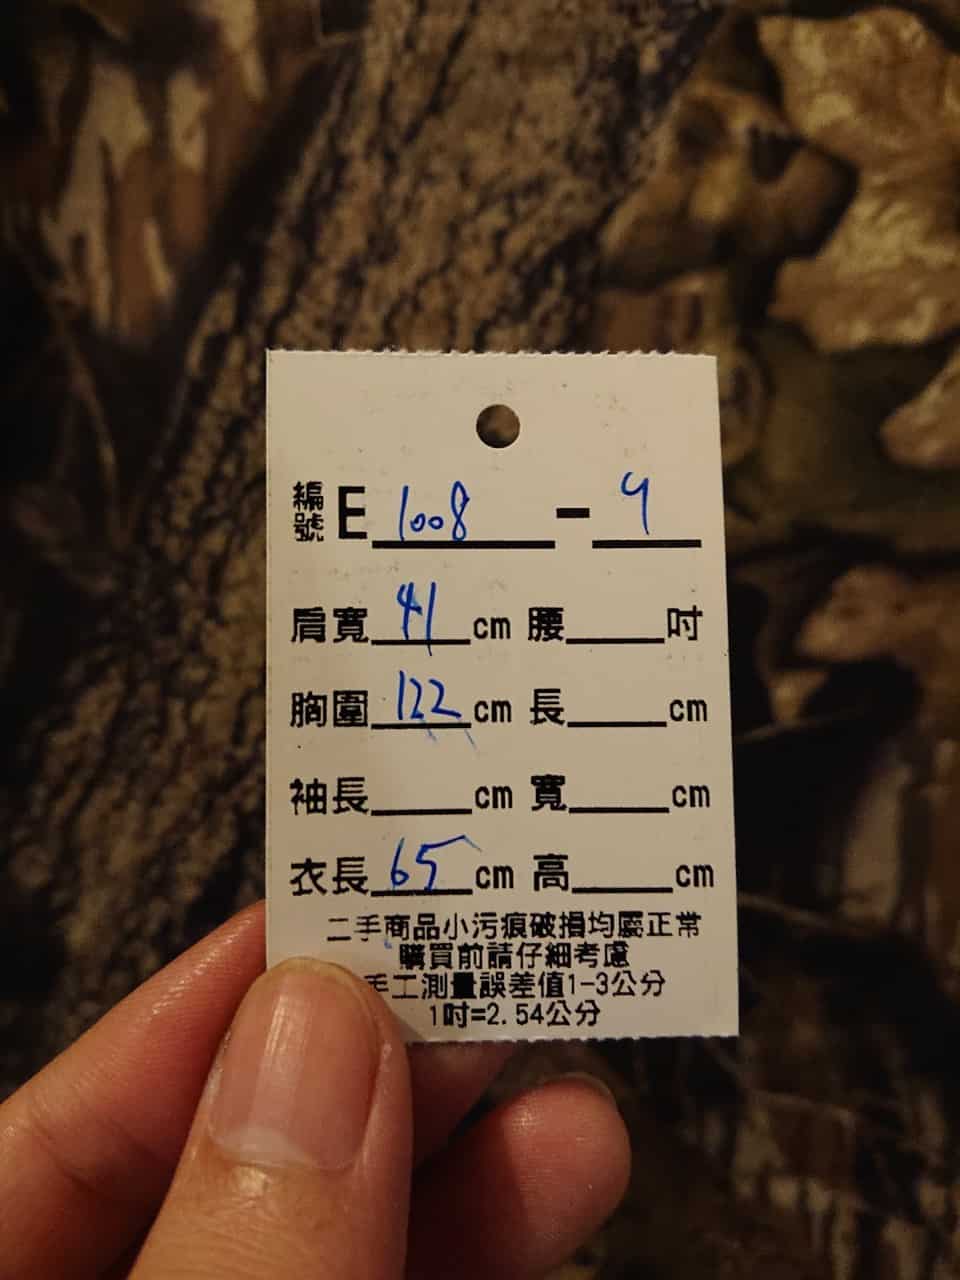 編號 E 1008 - 9
肩寬 41 cm 腰 吋
胸圍 122 cm 長 cm
袖長 cm 寬 cm
衣長 65 cm 高 cm
二手商品小污痕破損均屬正常
購買前請仔細考慮
手工測量誤差值1-3公分
1吋=2.54公分